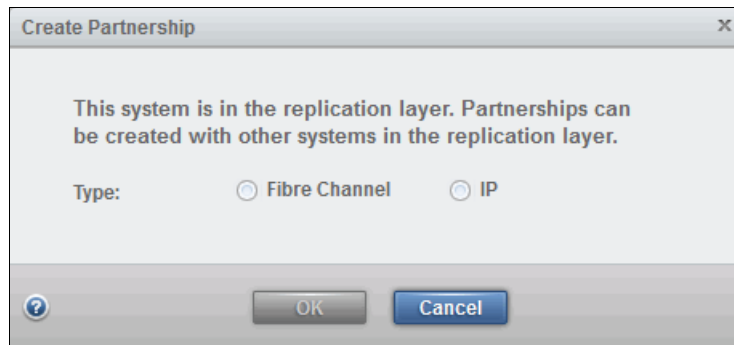 Create Partnership x
This system is in the replication layer. Partnerships can
be created with other systems in the replication layer.
Type: Fibre Channel IP
? OK Cancel